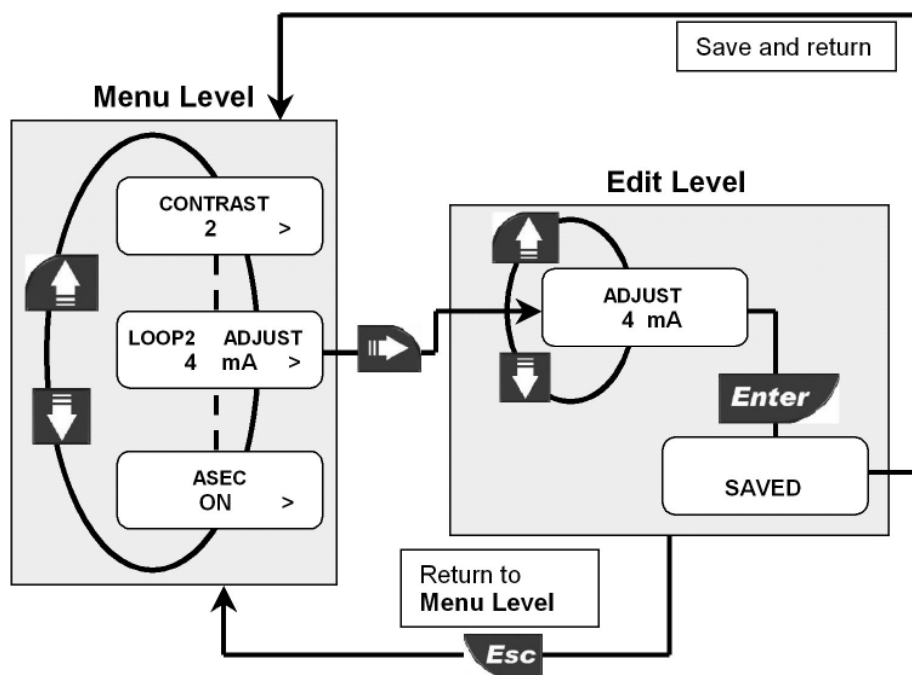 Save and return
Menu Level
CONTRAST
2 >
LOOP2 ADJUST
4 mA >
ASEC
ON >
Edit Level
ADJUST
4 mA
Enter
SAVED
Return to
Menu Level
Esc